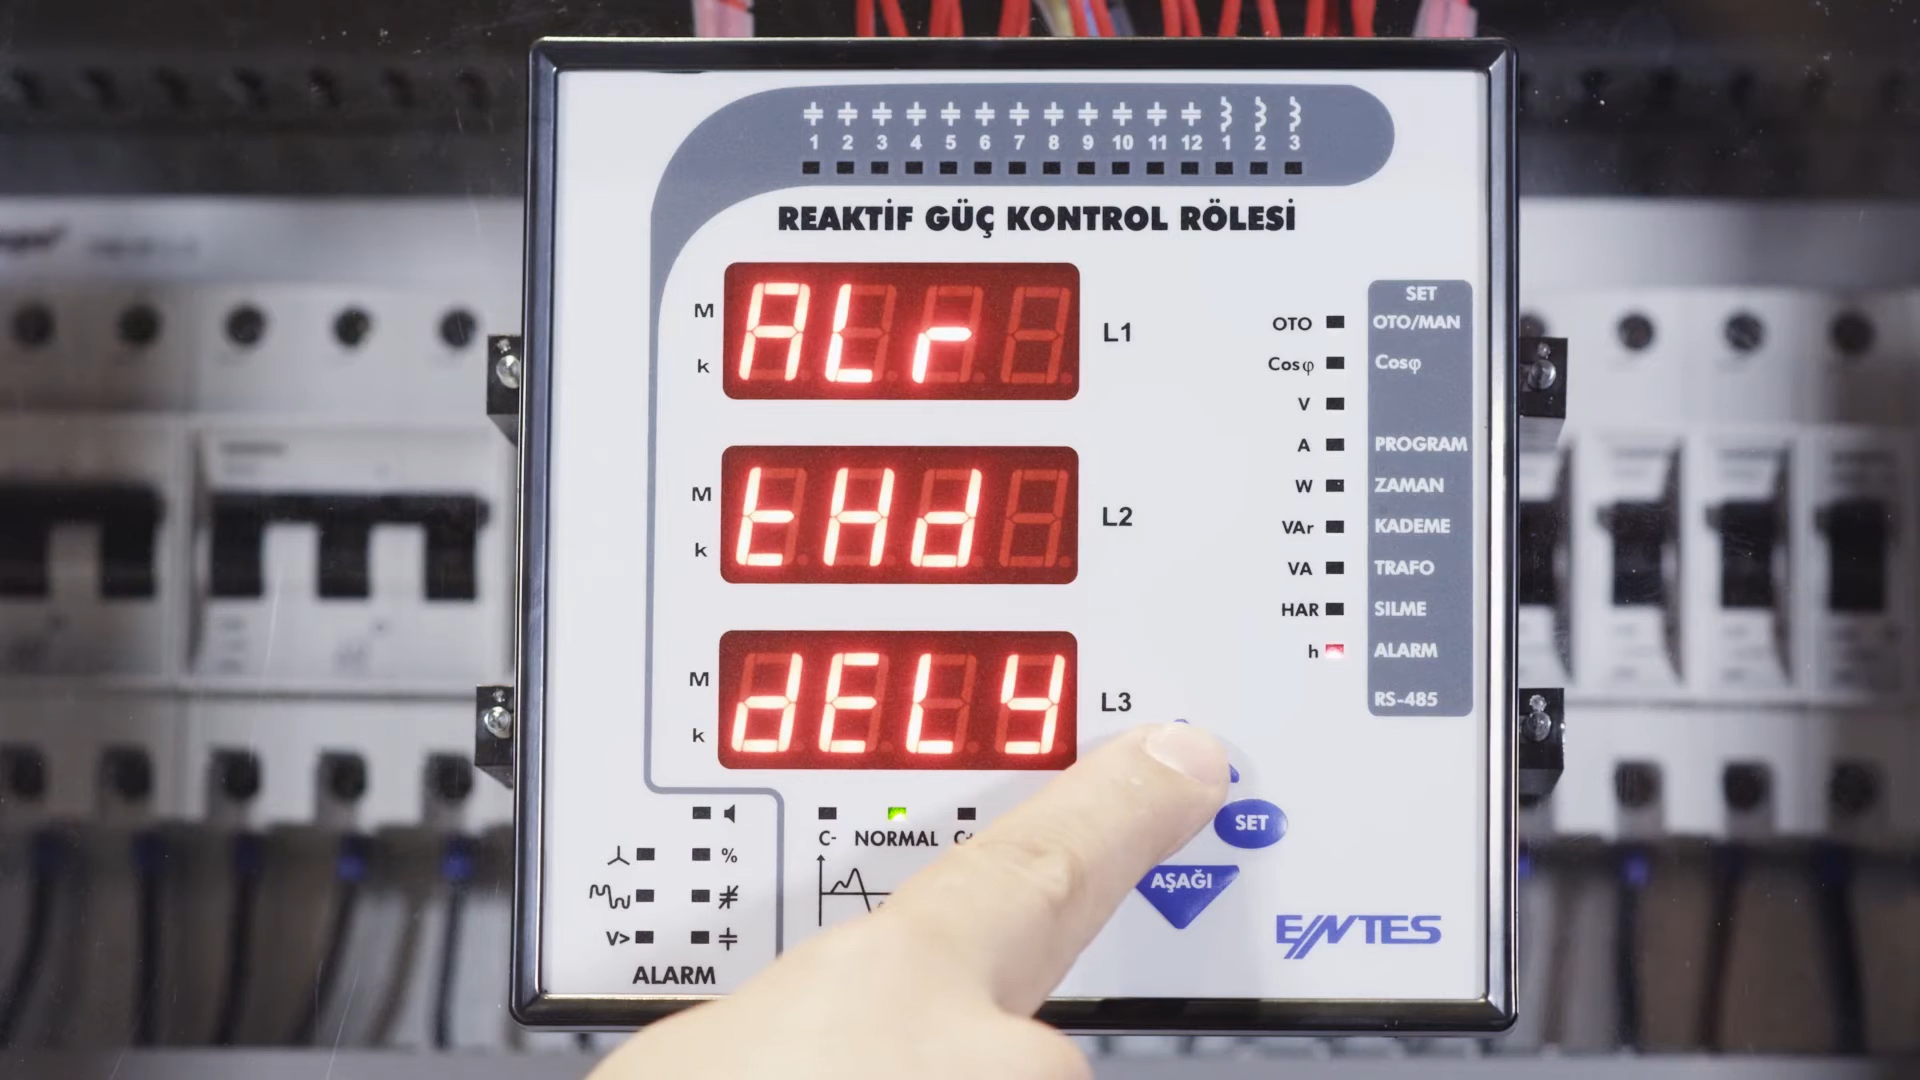 1 2 3 4 5 6 7 8 9 10 11 12 1 2 3
REAKTİF GÜÇ KONTROL RÖLESİ
M
k
ALr
L1
M
k
tHd
L2
M
k
dELY
L3
SET
OTO OTO/MAN
Cosφ Cosφ
V
A PROGRAM
W ZAMAN
VAr KADEME
VA TRAFO
HAR SILME
h ALARM
RS-485
C- NORMAL
%
V>
ALARM
SET
AŞAĞI
ENTES